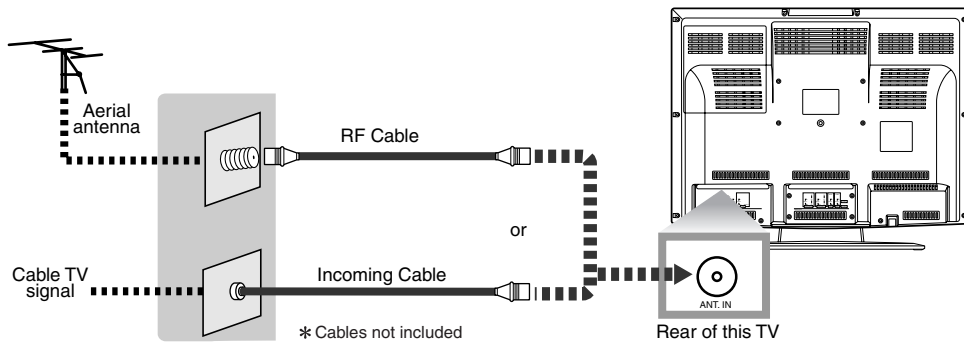 Aerial
antenna
RF Cable
or
Cable TV
signal
Incoming Cable
* Cables not included
ANT. IN
Rear of this TV